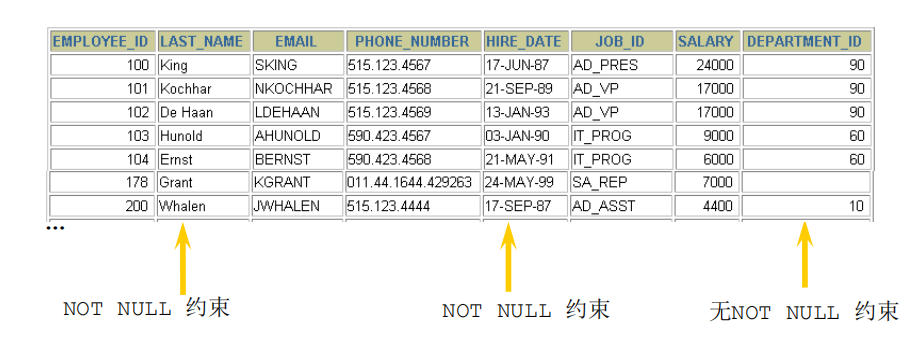 EMPLOYEE_ID LAST_NAME EMAIL PHONE_NUMBER HIRE_DATE JOB_ID SALARY DEPARTMENT_ID
100 King SKING 515.123.4567 17-JUN-87 AD_PRES 24000 90
101 Kochhar NKOCHHAR 515.123.4568 21-SEP-89 AD_VP 17000 90
102 De Haan LDEHAAN 515.123.4569 13-JAN-93 AD_VP 17000 90
103 Hunold AHUNOLD 590.423.4567 03-JAN-90 IT_PROG 9000 60
104 Ernst BERNST 590.423.4568 21-MAY-91 IT_PROG 6000 60
178 Grant KGRANT 011.44.1644.429263 24-MAY-99 SA_REP 7000
200 Whalen JWHALEN 515.123.4444 17-SEP-87 AD_ASST 4400 10
...
NOT NULL 约束 NOT NULL 约束 无NOT NULL 约束